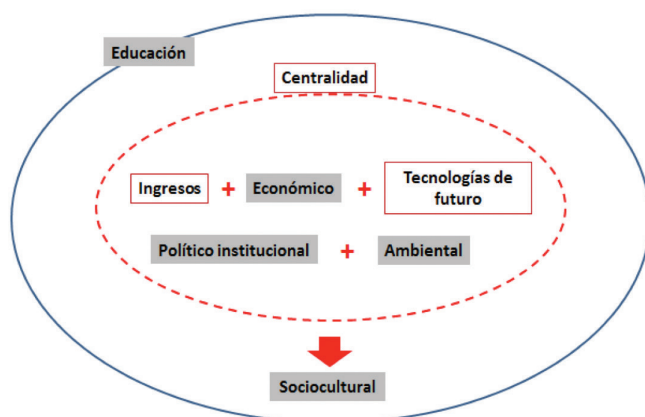 Educación
Centralidad
Ingresos + Económico + Tecnologías de
futuro
Político institucional + Ambiental
Sociocultural